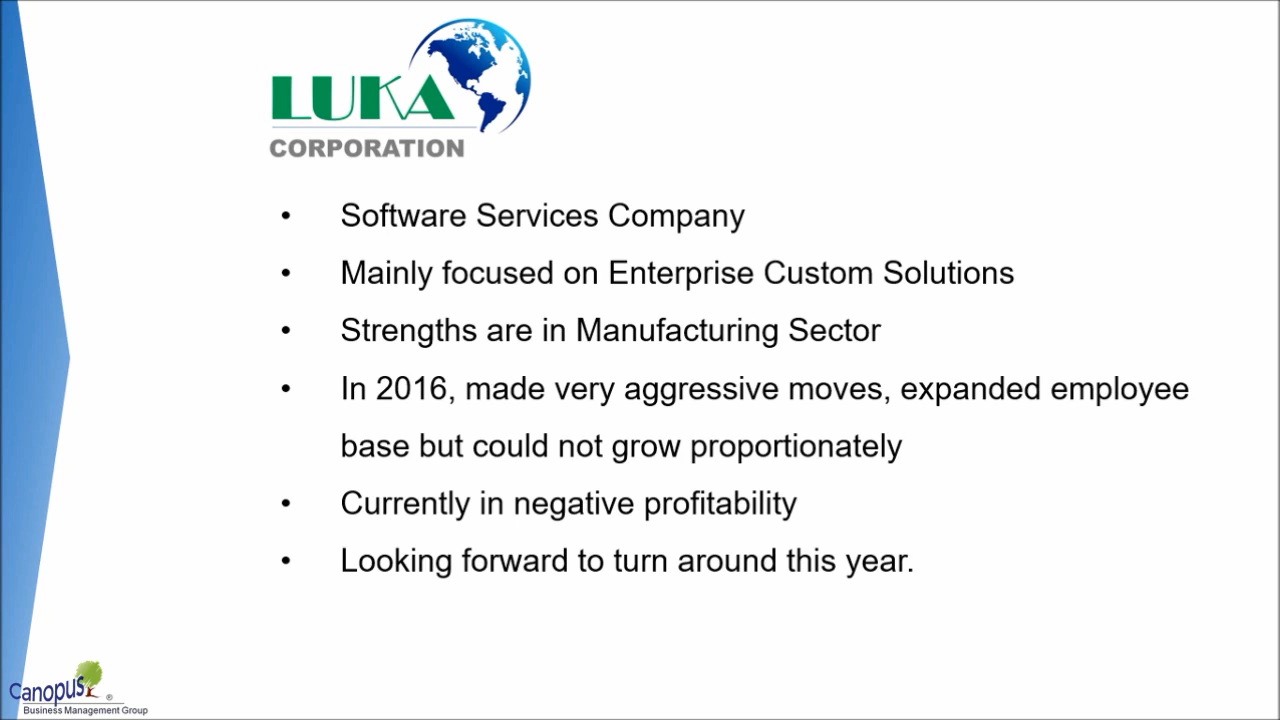 LUKA
CORPORATION
• Software Services Company
• Mainly focused on Enterprise Custom Solutions
• Strengths are in Manufacturing Sector
• In 2016, made very aggressive moves, expanded employee
base but could not grow proportionately
• Currently in negative profitability
• Looking forward to turn around this year.
Canopus ®
Business Management Group